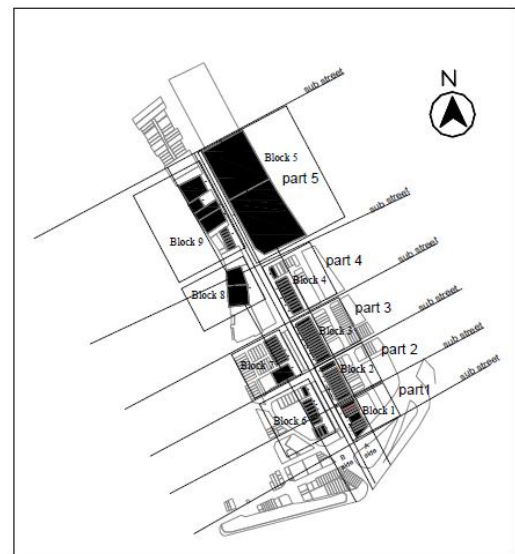 N
sub street
Block 5
part 5
sub street
Block 9
part 4
sub street
Block 4
Block 8
part 3
sub street
Block 3
part 2
sub street
Block 7
Block 2
part1
sub street
Block 6
Block 1
A
side
B
side